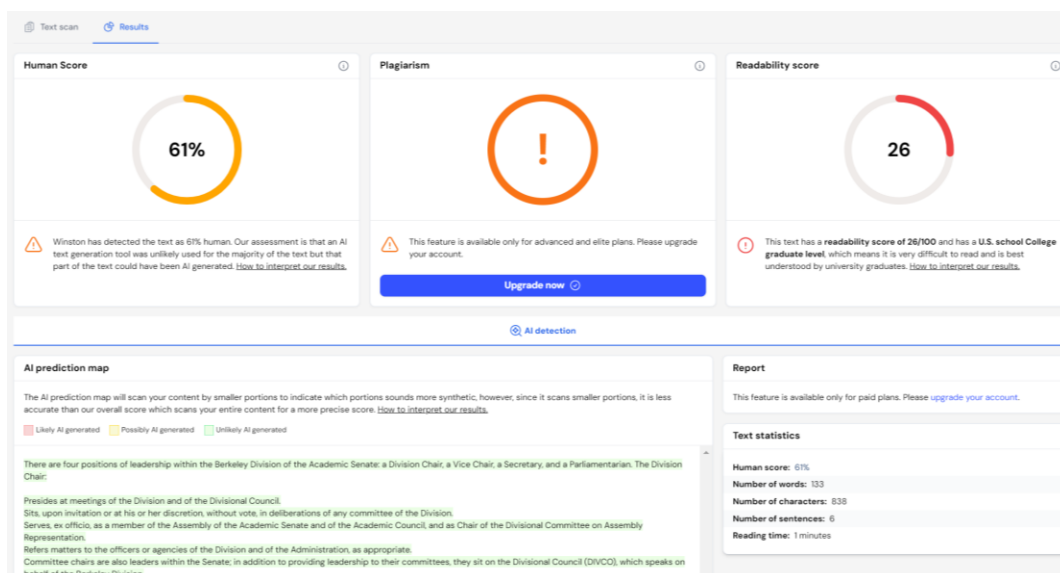 Text scan
Results
Human Score
Plagiarism
Readability score
61%
!
26
Winston has detected the text as 61% human. Our assessment is that an AI
text generation tool was unlikely used for the majority of the text but that
part of the text could have been AI generated. How to interpret our results.
This feature is available only for advanced and elite plans. Please upgrade
your account.
Upgrade now
This text has a readability score of 26/100 and has a U.S. school College
graduate level, which means it is very difficult to read and is best
understood by university graduates. How to interpret our results.
AI detection
AI prediction map
The AI prediction map will scan your content by smaller portions to indicate which portions sounds more synthetic, however, since it scans smaller portions, it is less
accurate than our overall score which scans your entire content for a more precise score. How to interpret our results.
Likely AI generated
Possibly AI generated
Unlikely AI generated
There are four positions of leadership within the Berkeley Division of the Academic Senate: a Division Chair, a Vice Chair, a Secretary, and a Parliamentarian. The Division
Chair:
Presides at meetings of the Division and of the Divisional Council.
Sits, upon invitation or at his or her discretion, without vote, in deliberations of any committee of the Division.
Serves, ex officio, as a member of the Assembly of the Academic Senate and of the Academic Council, and as Chair of the Divisional Committee on Assembly
Representation.
Refers matters to the officers or agencies of the Division and of the Administration, as appropriate.
Committee chairs are also leaders within the Senate; in addition to providing leadership to their committees, they sit on the Divisional Council (DIVCO), which speaks on
behalf of the Berkeley Division
Report
This feature is available only for paid plans. Please upgrade your account.
Text statistics
Human score: 61%
Number of words: 133
Number of characters: 838
Number of sentences: 6
Reading time: 1 minutes